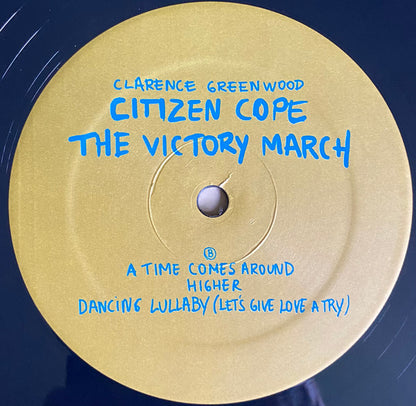 CLARENCE GREENWOOD
CITIZEN COPE
THE VICTORY MARCH
B
A TIME COMES AROUND
HIGHER
DANCING LULLABY (LET'S GIVE LOVE A TRY)